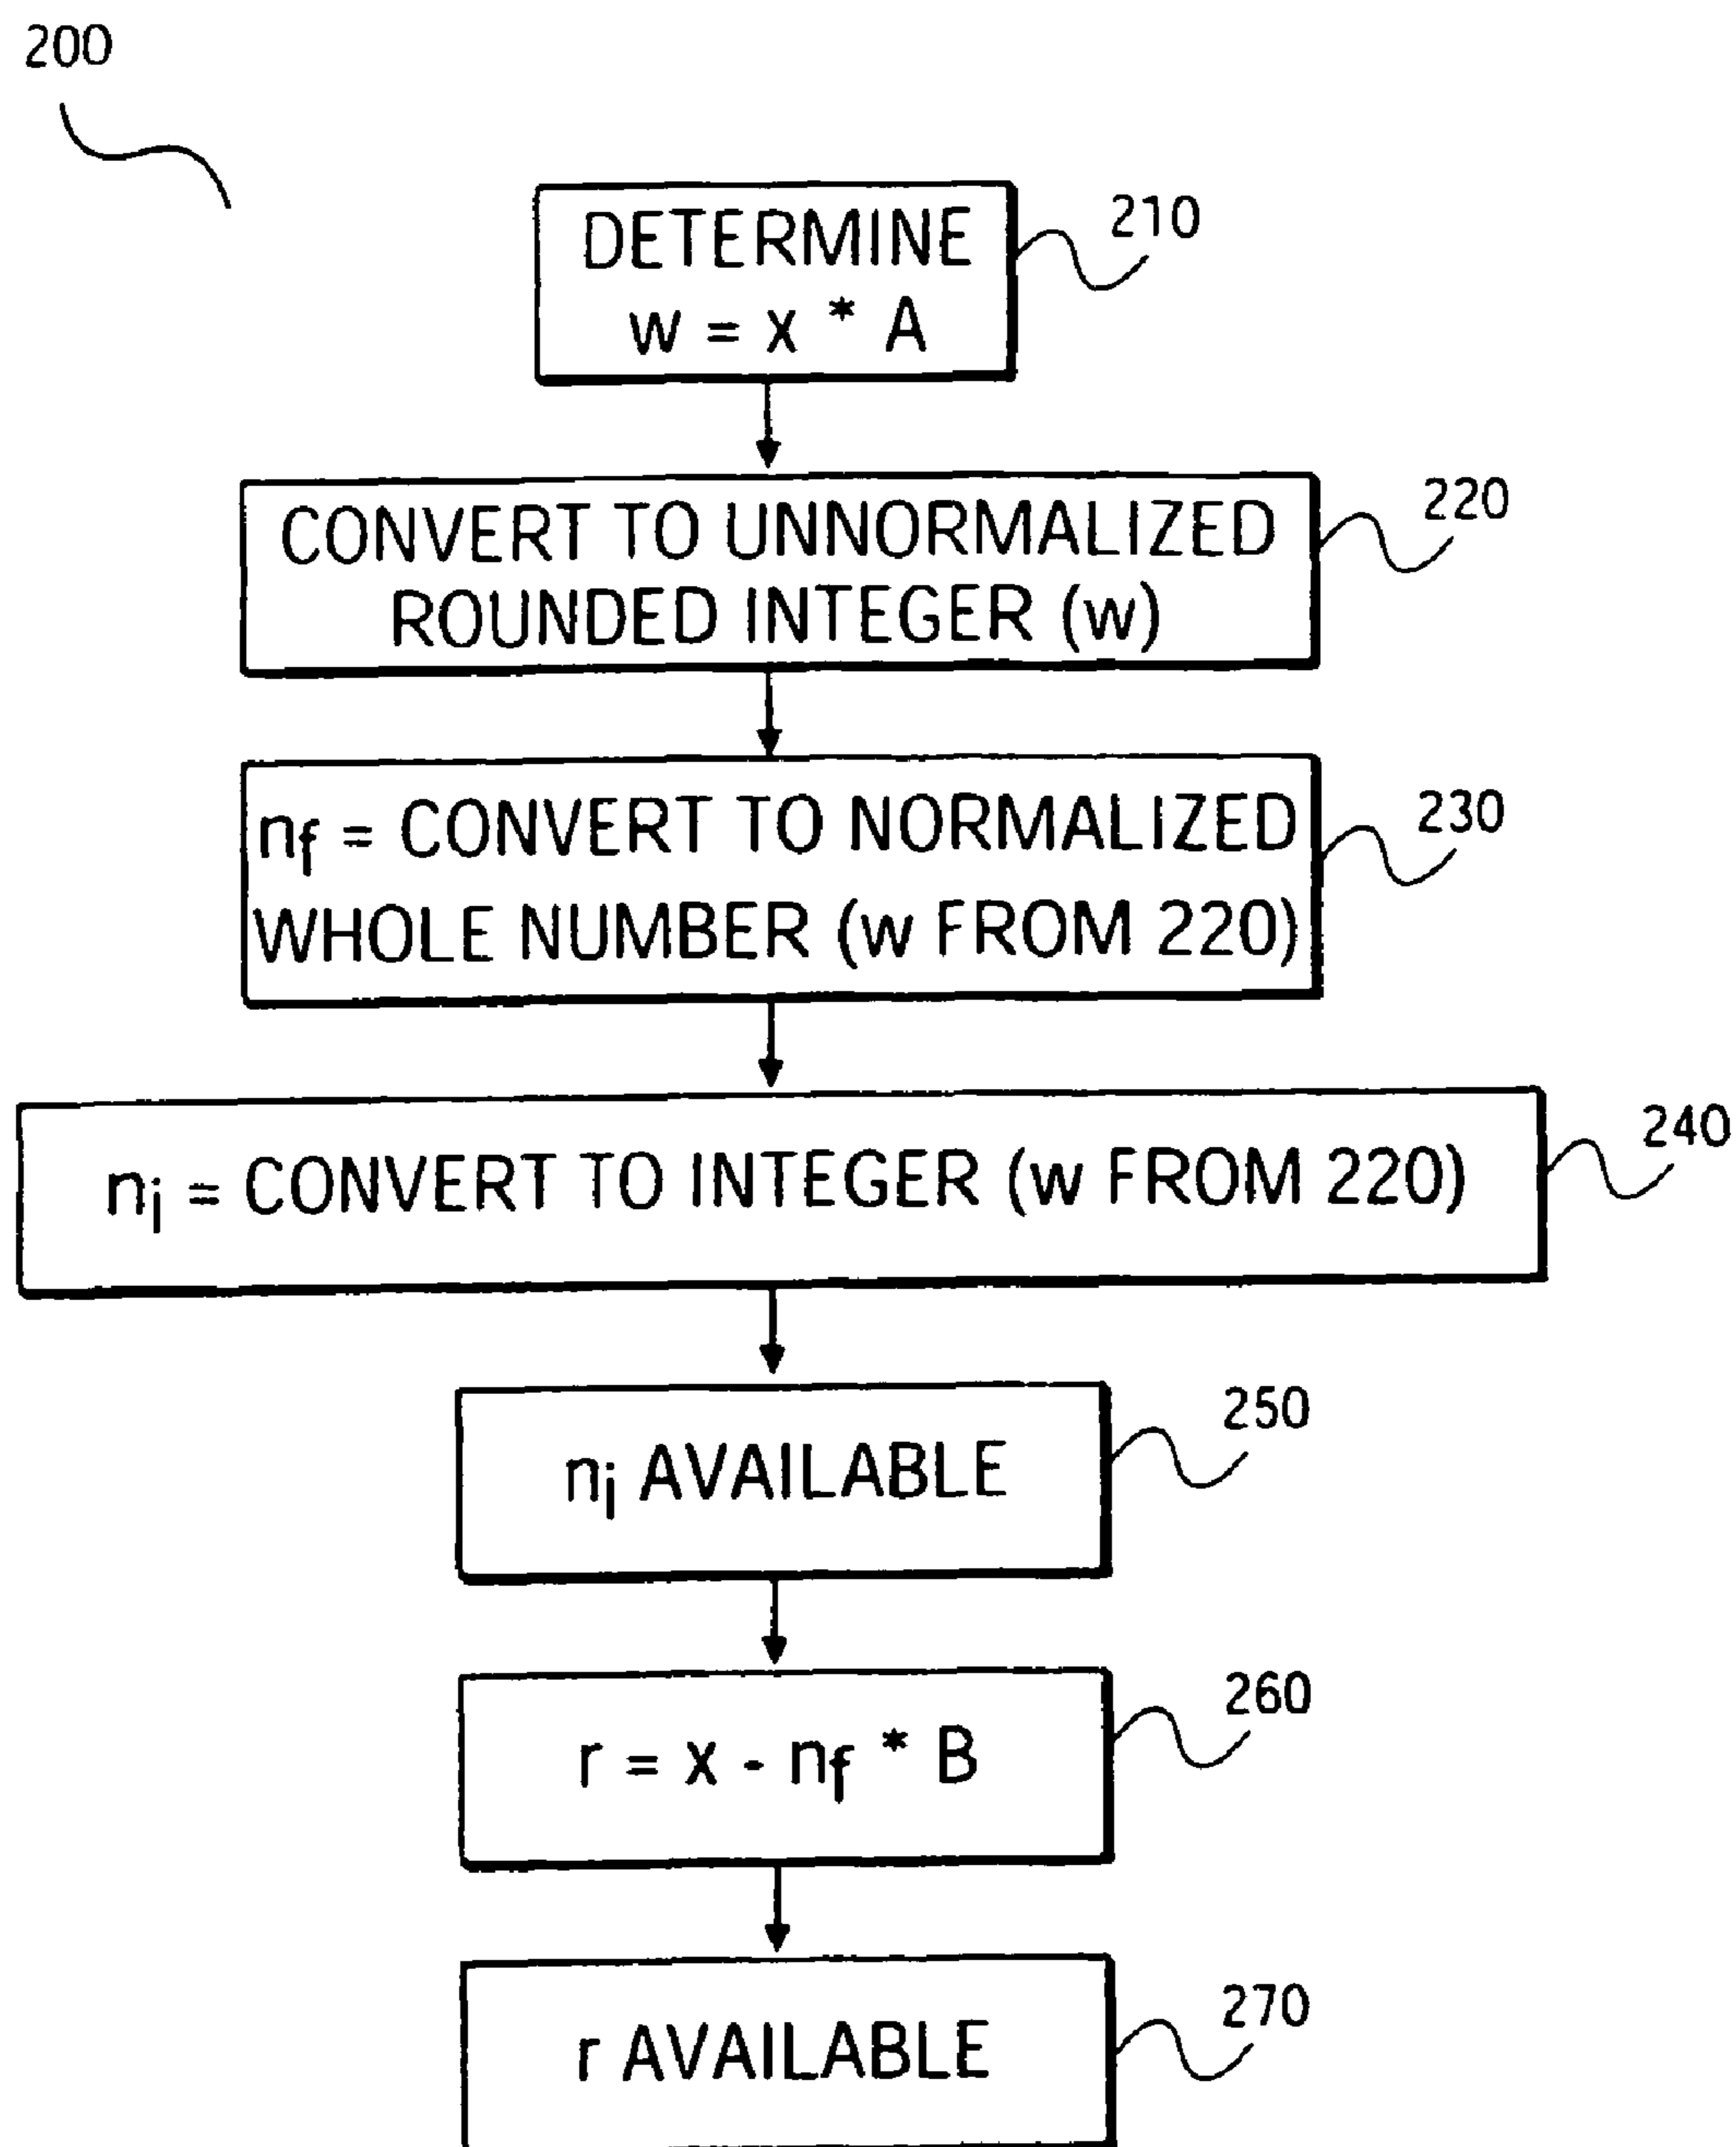 200
DETERMINE
w = x * A
210
CONVERT TO UNNORMALIZED
ROUNDED INTEGER (w)
220
nf = CONVERT TO NORMALIZED
WHOLE NUMBER (w FROM 220)
230
ni = CONVERT TO INTEGER (w FROM 220)
240
ni AVAILABLE
250
r = x - nf * B
260
r AVAILABLE
270